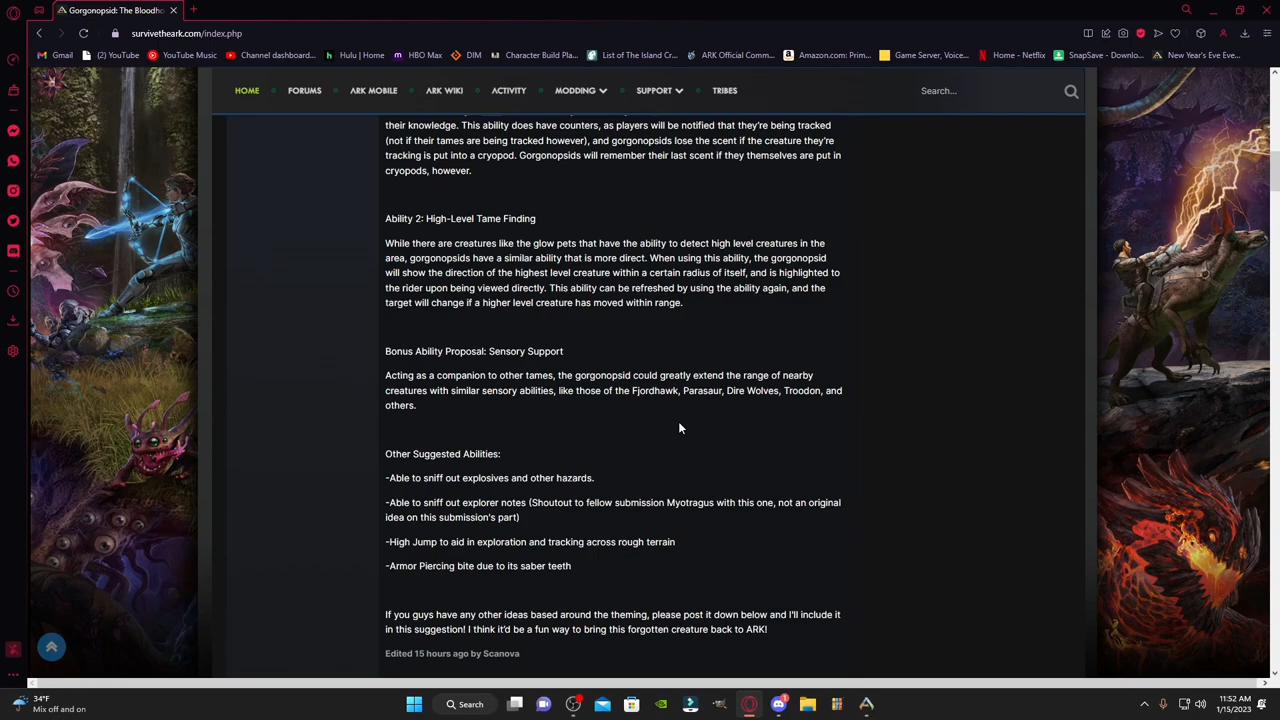 Gorgonopsid: The Bloodho
survivetheark.com/index.php
Gmail
(2) YouTube
YouTube Music
Channel dashboard...
Hulu | Home
HBO Max
DIM
Character Build Pla...
List of The Island Cr...
ARK Official Comm...
Amazon.com: Prim...
Game Server, Voice...
Home - Netflix
SnapSave - Downlo...
New Year's Eve Eve...
HOME
FORUMS
ARK MOBILE
ARK WIKI
ACTIVITY
MODDING
SUPPORT
TRIBES
Search...
their knowledge. This ability does have counters, as players will be notified that they're being tracked
(not if their tames are being tracked however), and gorgonopsids lose the scent if the creature they're
tracking is put into a cryopod. Gorgonopsids will remember their last scent if they themselves are put in
cryopods, however.
Ability 2: High-Level Tame Finding
While there are creatures like the glow pets that have the ability to detect high level creatures in the
area, gorgonopsids have a similar ability that is more direct. When using this ability, the gorgonopsid
will show the direction of the highest level creature within a certain radius of itself, and is highlighted to
the rider upon being viewed directly. This ability can be refreshed by using the ability again, and the
target will change if a higher level creature has moved within range.
Bonus Ability Proposal: Sensory Support
Acting as a companion to other tames, the gorgonopsid could greatly extend the range of nearby
creatures with similar sensory abilities, like those of the Fjordhawk, Parasaur, Dire Wolves, Troodon, and
others.
Other Suggested Abilities:
-Able to sniff out explosives and other hazards.
-Able to sniff out explorer notes (Shoutout to fellow submission Myotragus with this one, not an original
idea on this submission's part)
-High Jump to aid in exploration and tracking across rough terrain
-Armor Piercing bite due to its saber teeth
If you guys have any other ideas based around the theming, please post it down below and I'll include it
in this suggestion! I think it'd be a fun way to bring this forgotten creature back to ARK!
Edited 15 hours ago by Scanova
34°F
Mix off and on
Search
1
11:52 AM
1/15/2023